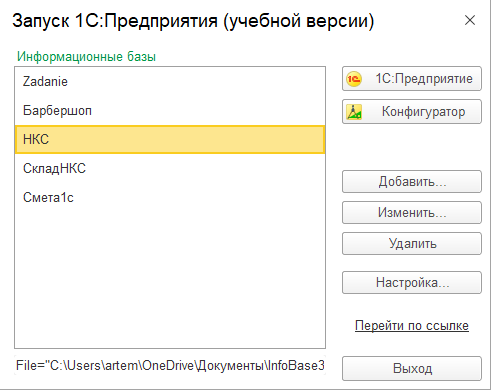 Запуск 1С:Предприятия (учебной версии)
Информационные базы
Zadanie
Барбершоп
НКС
СкладНКС
Смета1с
1С:Предприятие
Конфигуратор
Добавить...
Изменить...
Удалить
Настройка...
Перейти по ссылке
File="C:\Users\artem\OneDrive\Документы\InfoBase3
Выход